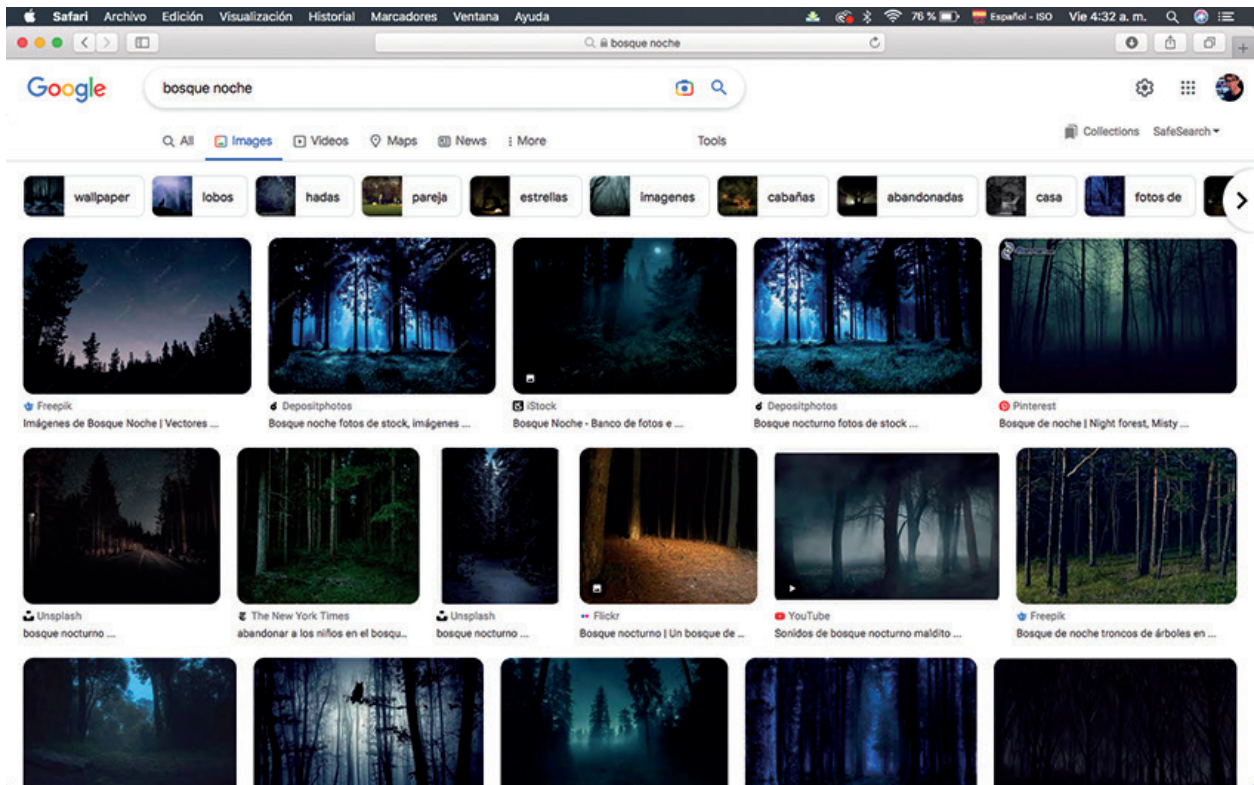 Safari Archivo Edición Visualización Historial Marcadores Ventana Ayuda 76 % Español - ISO Vie 4:32 a. m.
bosque noche
Google bosque noche
All Images Videos Maps News More Tools Collections SafeSearch
wallpaper lobos hadas pareja estrellas imagenes cabañas abandonadas casa fotos de
Freepik Depositphotos iStock Depositphotos Pinterest
Imágenes de Bosque Noche | Vectores ... Bosque noche fotos de stock, imágenes ... Bosque Noche - Banco de fotos e ... Bosque nocturno fotos de stock ... Bosque de noche | Night forest, Misty ...
Unsplash The New York Times Unsplash Flickr YouTube Freepik
bosque nocturno ... abandonar a los niños en el bosqu... bosque nocturno ... Bosque nocturno | Un bosque de ... Sonidos de bosque nocturno maldito ... Bosque de noche troncos de árboles en ...